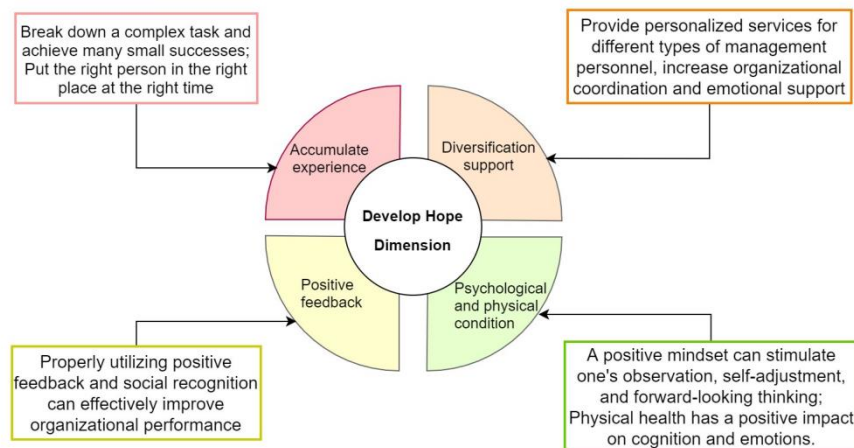 Break down a complex task and
achieve many small successes;
Put the right person in the right
place at the right time
Provide personalized services for
different types of management
personnel, increase organizational
coordination and emotional support
Accumulate
experience
Diversification
support
Develop Hope
Dimension
Positive
feedback
Psychological
and physical
condition
Properly utilizing positive
feedback and social recognition
can effectively improve
organizational performance
A positive mindset can stimulate
one's observation, self-adjustment,
and forward-looking thinking;
Physical health has a positive impact
on cognition and emotions.